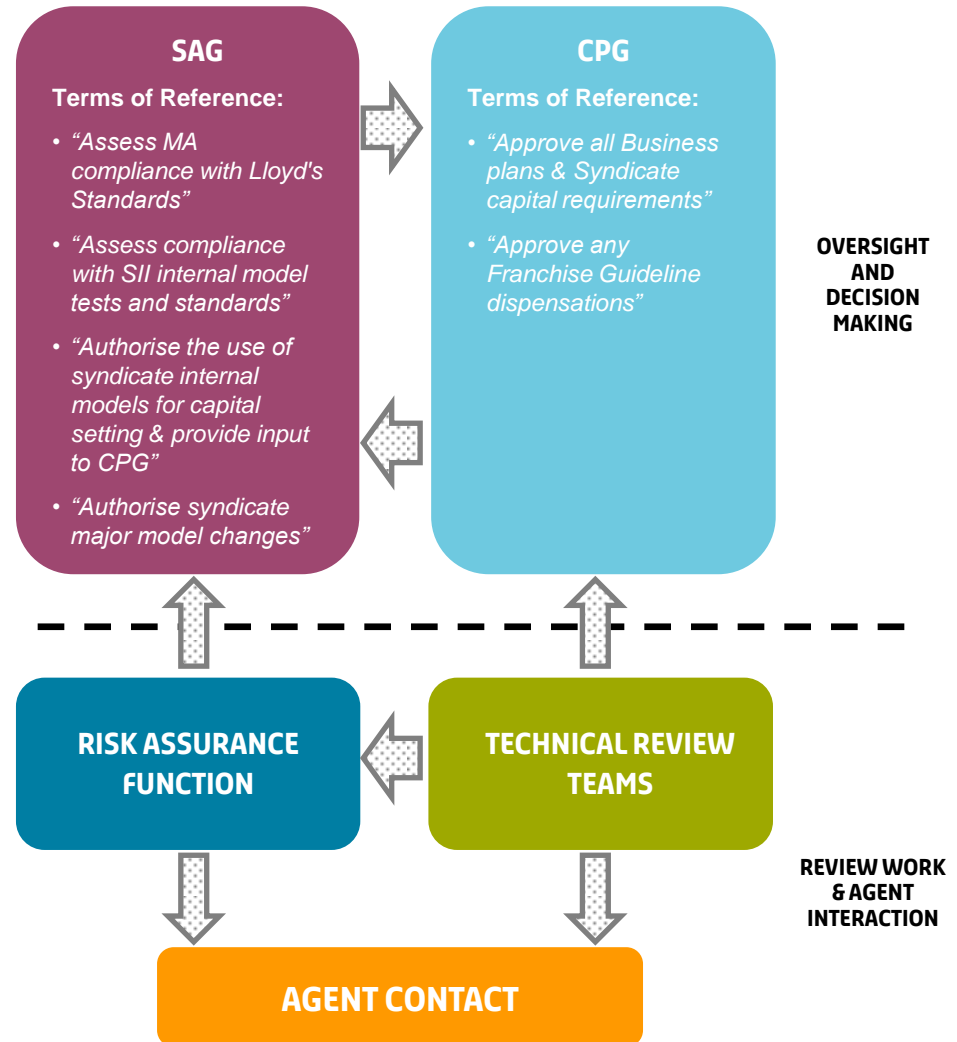 SAG
Terms of Reference:
• “Assess MA
compliance with Lloyd's
Standards”
• “Assess compliance
with SII internal model
tests and standards”
• “Authorise the use of
syndicate internal
models for capital
setting & provide input
to CPG”
• “Authorise syndicate
major model changes”
CPG
Terms of Reference:
• “Approve all Business
plans & Syndicate
capital requirements”
• “Approve any
Franchise Guideline
dispensations”
OVERSIGHT
AND
DECISION
MAKING
RISK ASSURANCE
FUNCTION
TECHNICAL REVIEW
TEAMS
REVIEW WORK
& AGENT
INTERACTION
AGENT CONTACT